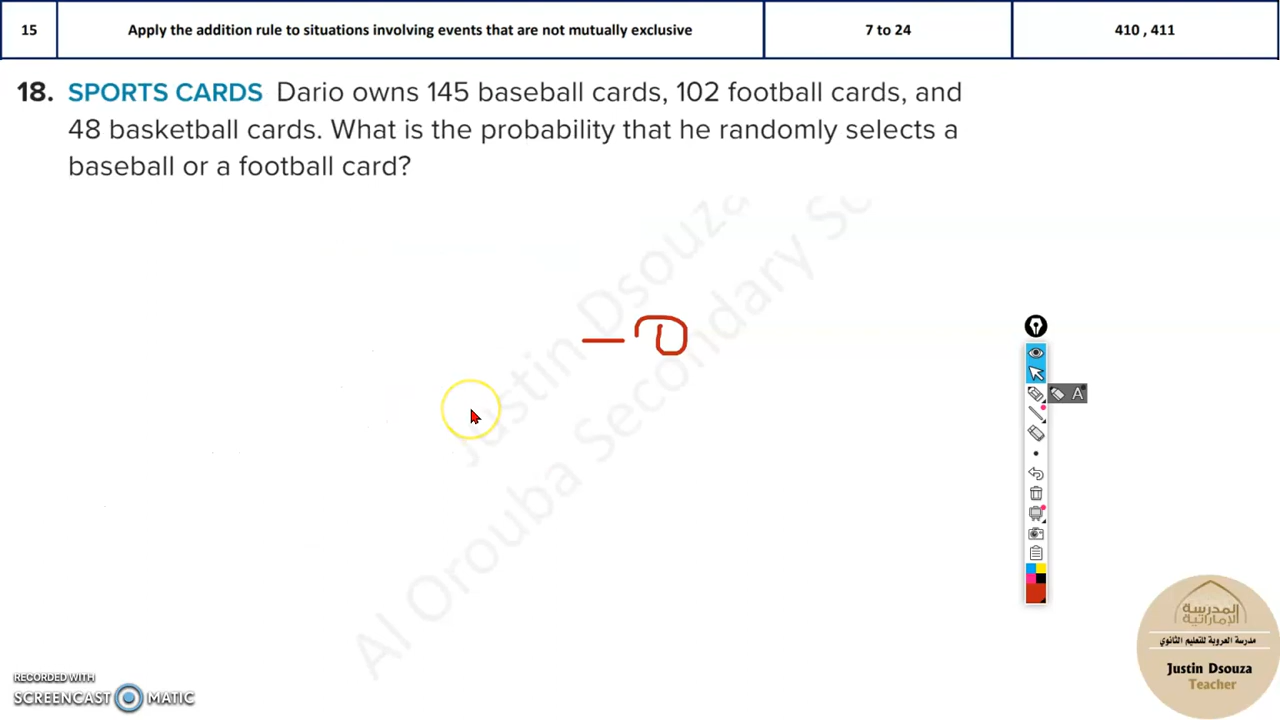 15 Apply the addition rule to situations involving events that are not mutually exclusive 7 to 24 410 , 411
18. SPORTS CARDS Dario owns 145 baseball cards, 102 football cards, and
48 basketball cards. What is the probability that he randomly selects a
baseball or a football card?
Justin Dsouza
Al Orouba Secondary Sc
A
المدرسة
الإماراتية
مدرسة العروبة للتعليم الثانوي
Justin Dsouza
Teacher
RECORDED WITH
SCREENCAST MATIC